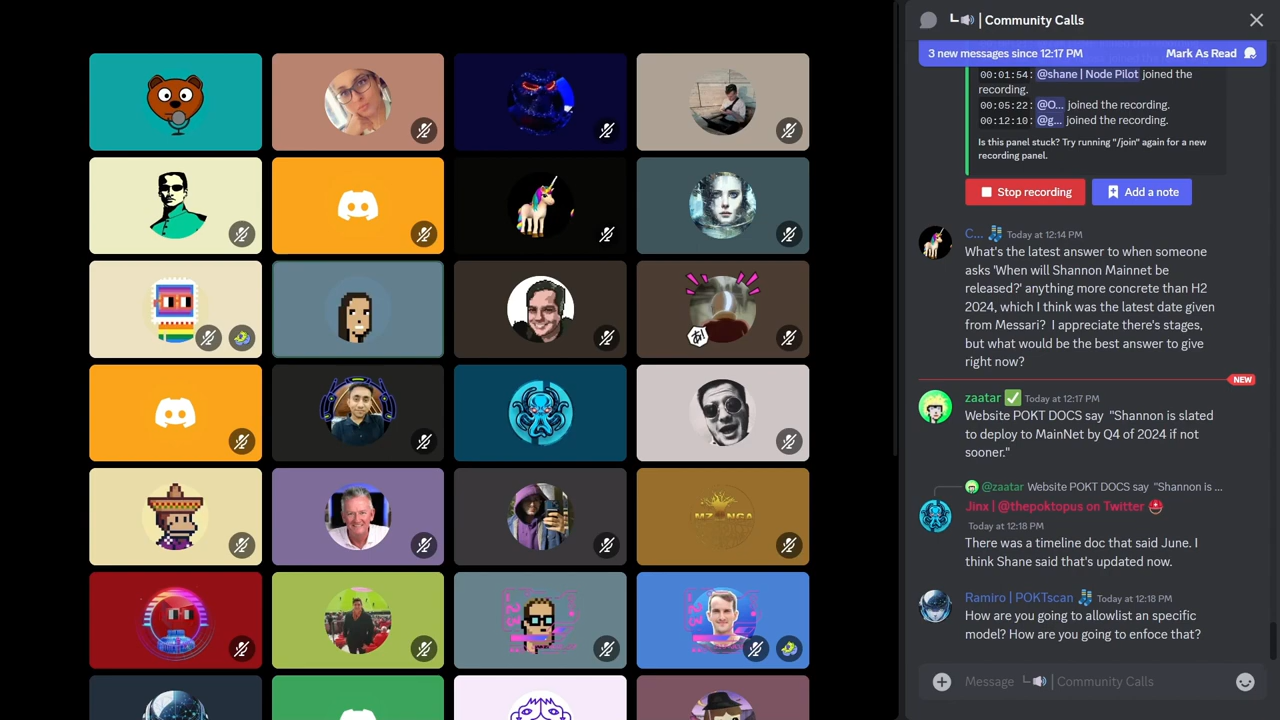 ┗🔊 | Community Calls
3 new messages since 12:17 PM Mark As Read
00:01:54: @shane | Node Pilot joined the
recording.
00:05:22: @O... joined the recording.
00:12:10: @g... joined the recording.
Is this panel stuck? Try running "/join" again for a new
recording panel.
Stop recording Add a note
C... Today at 12:14 PM
What's the latest answer to when someone
asks 'When will Shannon Mainnet be
released?' anything more concrete than H2
2024, which I think was the latest date given
from Messari? I appreciate there's stages,
but what would be the best answer to give
right now?
NEW
zaatar ✅ Today at 12:17 PM
Website POKT DOCS say "Shannon is slated
to deploy to MainNet by Q4 of 2024 if not
sooner."
@zaatar Website POKT DOCS say "Shannon is ...
Jinx | @thepoktopus on Twitter
Today at 12:18 PM
There was a timeline doc that said June. I
think Shane said that's updated now.
Ramiro | POKTscan Today at 12:18 PM
How are you going to allowlist an specific
model? How are you going to enfoce that?
Message ┗🔊 | Community Calls
MZONGA